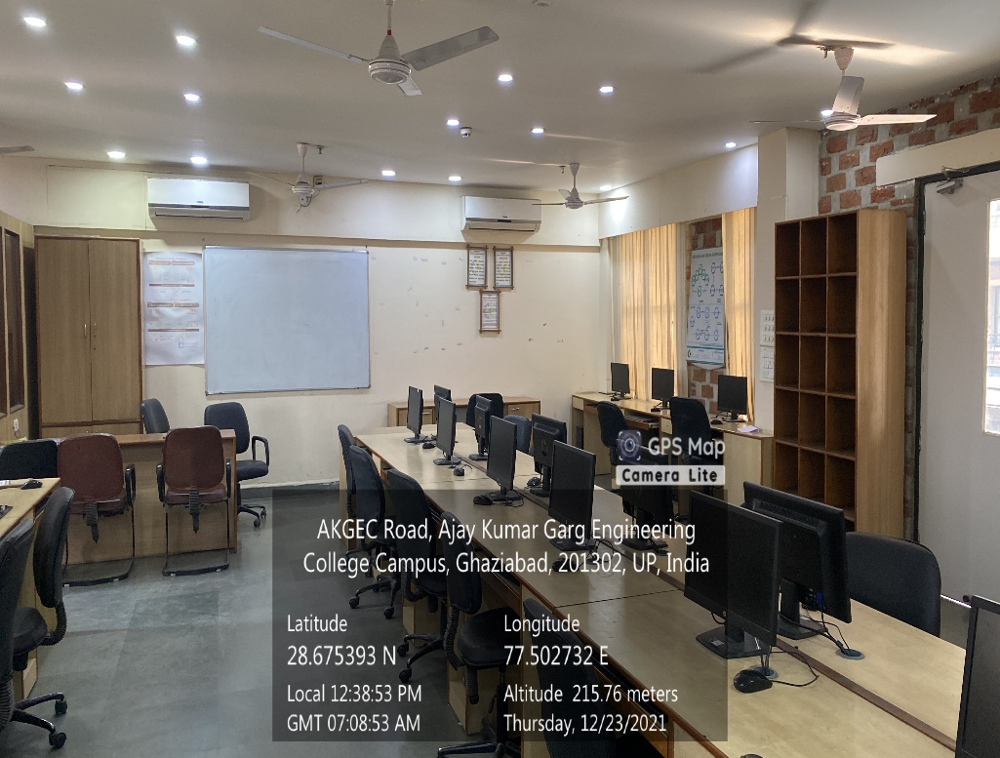 GPS Map
Camera Lite
AKGEC Road, Ajay Kumar Garg Engineering
College Campus, Ghaziabad, 201302, UP, India
Latitude
28.675393 N
Longitude
77.502732 E
Local 12:38:53 PM
GMT 07:08:53 AM
Altitude 215.76 meters
Thursday, 12/23/2021